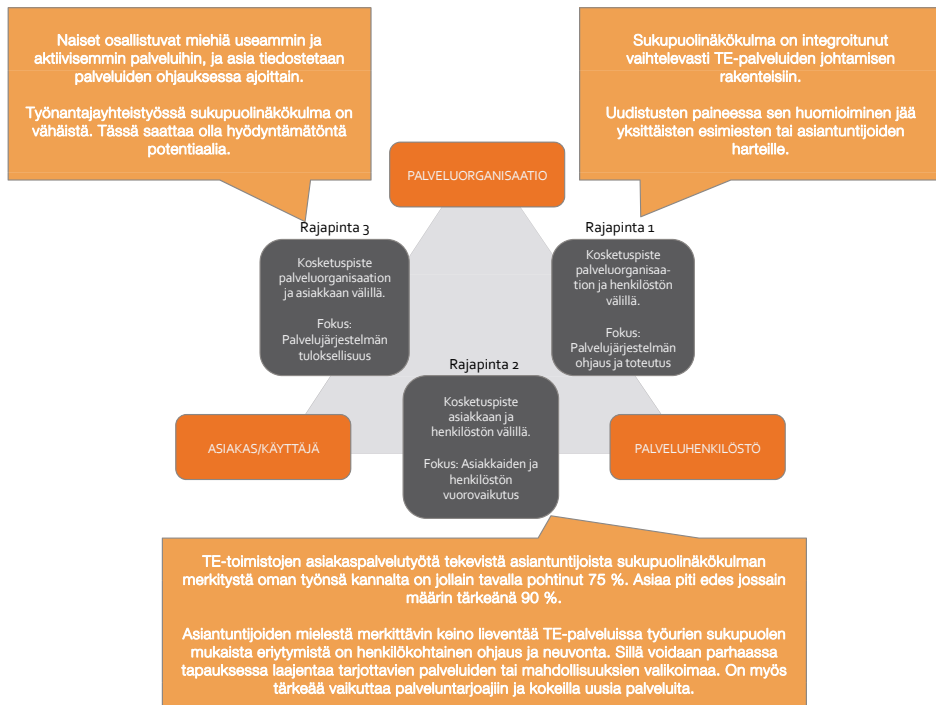 Naiset osallistuvat miehiä useammin ja
aktiivisemmin palveluihin, ja asia tiedostetaan
palveluiden ohjauksessa ajoittain.
Työnantajayhteistyössä sukupuolinäkökulma on
vähäistä. Tässä saattaa olla hyödyntämätöntä
potentiaalia.
Sukupuolinäkökulma on integroitunut
vaihtelevasti TE-palveluiden johtamisen
rakenteisiin.
Uudistusten paineessa sen huomioiminen jää
yksittäisten esimiesten tai asiantuntijoiden
harteille.
PALVELUORGANISAATIO
Rajapinta 3
Kosketuspiste
palveluorganisaation
ja asiakkaan välillä.
Fokus:
Palvelujärjestelmän
tuloksellisuus
Rajapinta 1
Kosketuspiste
palveluorganisaa-
tion ja henkilöstön
välillä.
Fokus:
Palvelujärjestelmän
ohjaus ja toteutus
Rajapinta 2
Kosketuspiste
asiakkaan ja
henkilöstön välillä.
Fokus: Asiakkaiden ja
henkilöstön
vuorovaikutus
ASIAKAS/KÄYTTÄJÄ
PALVELUHENKILÖSTÖ
TE-toimistojen asiakaspalvelutyötä tekevistä asiantuntijoista sukupuolinäkökulman
merkitystä oman työnsä kannalta on jollain tavalla pohtinut 75 %. Asiaa piti edes jossain
määrin tärkeänä 90 %.
Asiantuntijoiden mielestä merkittävin keino lieventää TE-palveluissa työurien sukupuolen
mukaista eriytymistä on henkilökohtainen ohjaus ja neuvonta. Sillä voidaan parhaassa
tapauksessa laajentaa tarjottavien palveluiden tai mahdollisuuksien valikoimaa. On myös
tärkeää vaikuttaa palveluntarjoajiin ja kokeilla uusia palveluita.